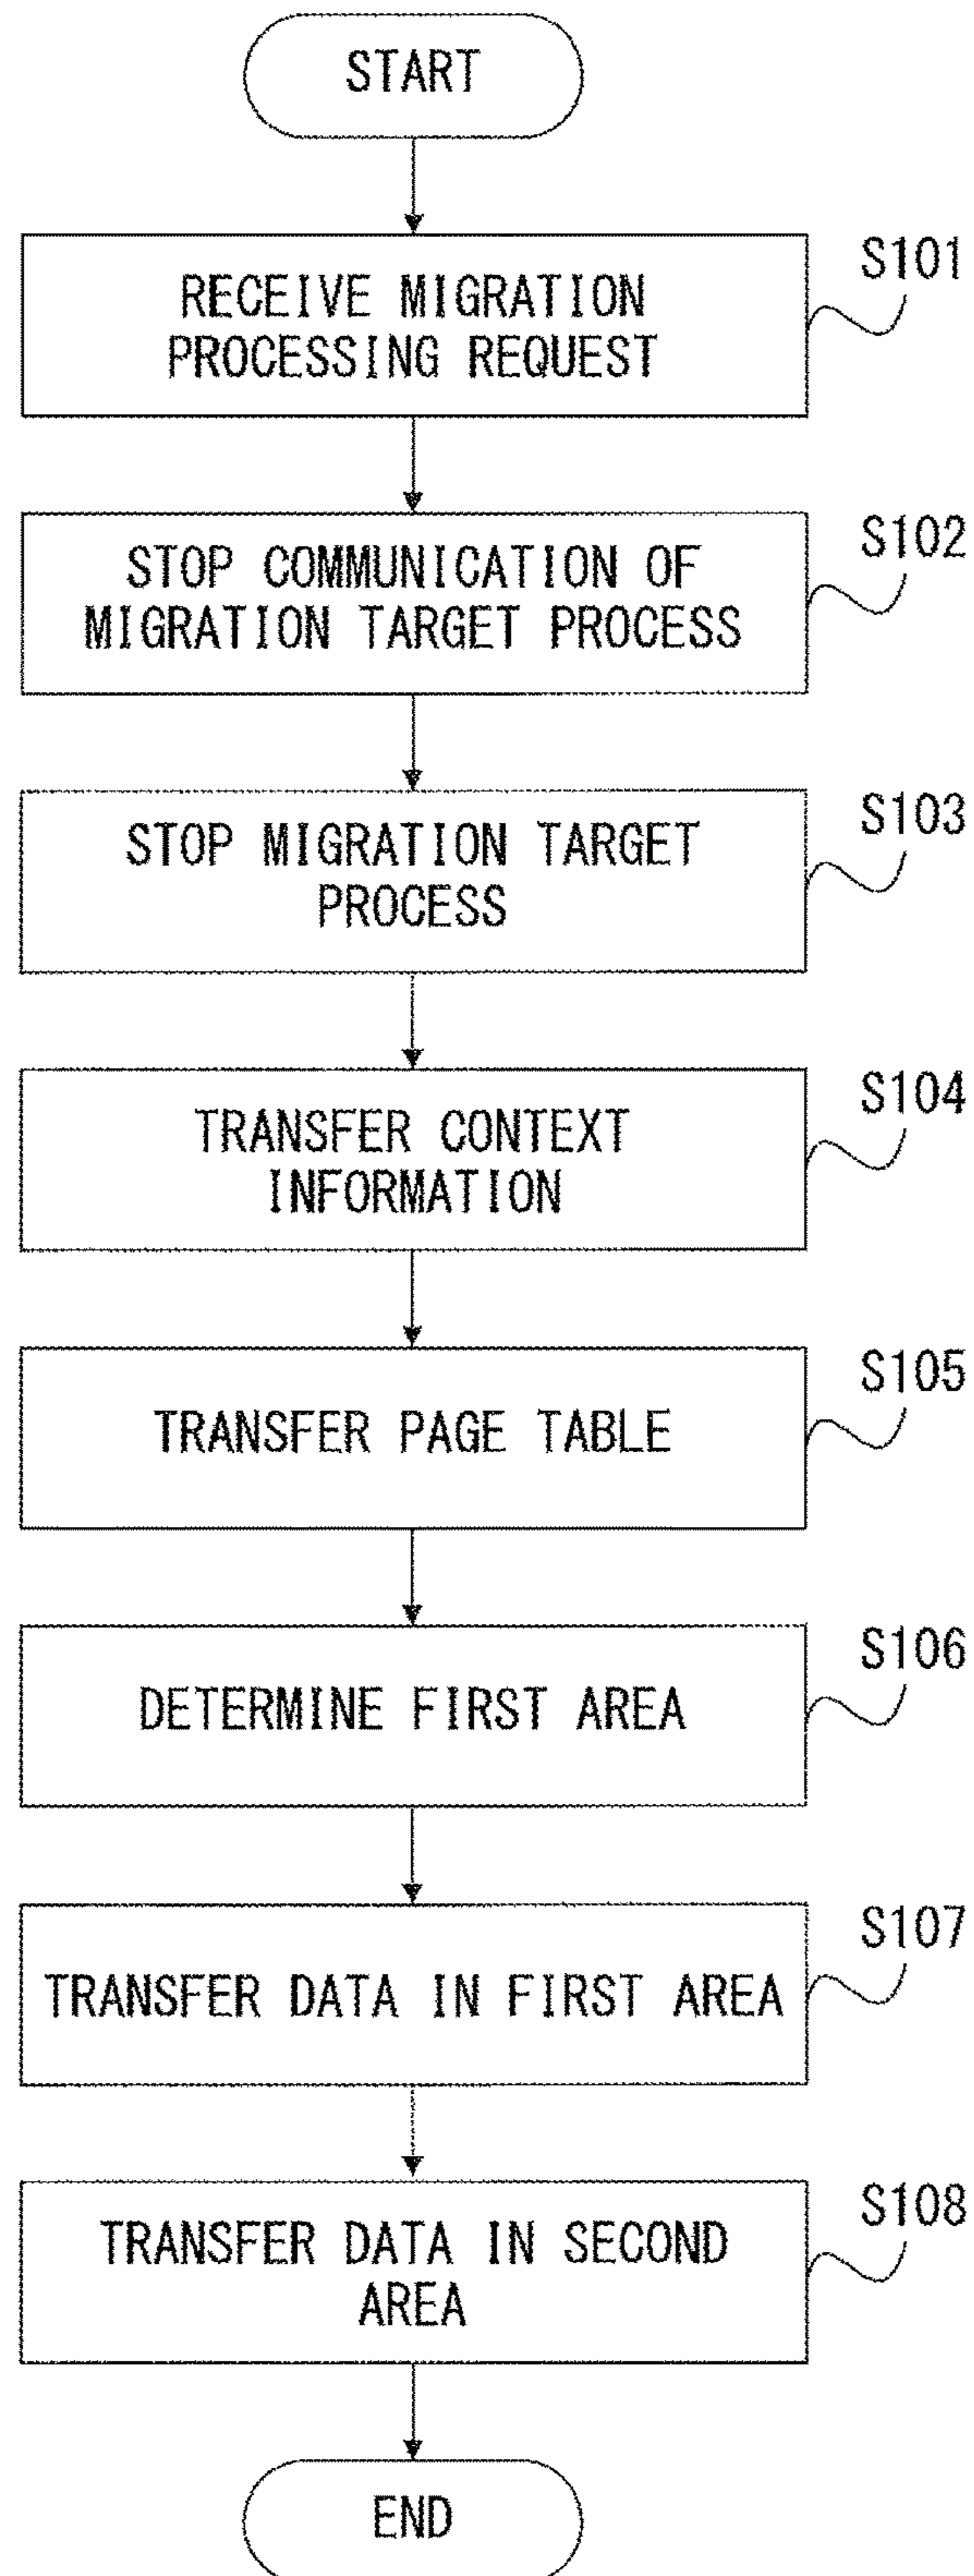 START
S101
RECEIVE MIGRATION
PROCESSING REQUEST
S102
STOP COMMUNICATION OF
MIGRATION TARGET PROCESS
S103
STOP MIGRATION TARGET
PROCESS
S104
TRANSFER CONTEXT
INFORMATION
S105
TRANSFER PAGE TABLE
S106
DETERMINE FIRST AREA
S107
TRANSFER DATA IN FIRST AREA
S108
TRANSFER DATA IN SECOND
AREA
END